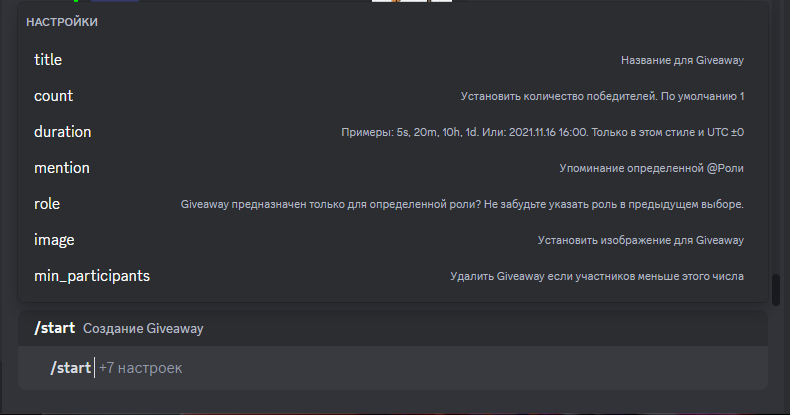 НАСТРОЙКИ
title Название для Giveaway
count Установить количество победителей. По умолчанию 1
duration Примеры: 5s, 20m, 10h, 1d. Или: 2021.11.16 16:00. Только в этом стиле и UTC ±0
mention Упоминание определенной @Роли
role Giveaway предназначен только для определенной роли? Не забудьте указать роль в предыдущем выборе.
image Установить изображение для Giveaway
min_participants Удалить Giveaway если участников меньше этого числа
/start Создание Giveaway
/start +7 настроек